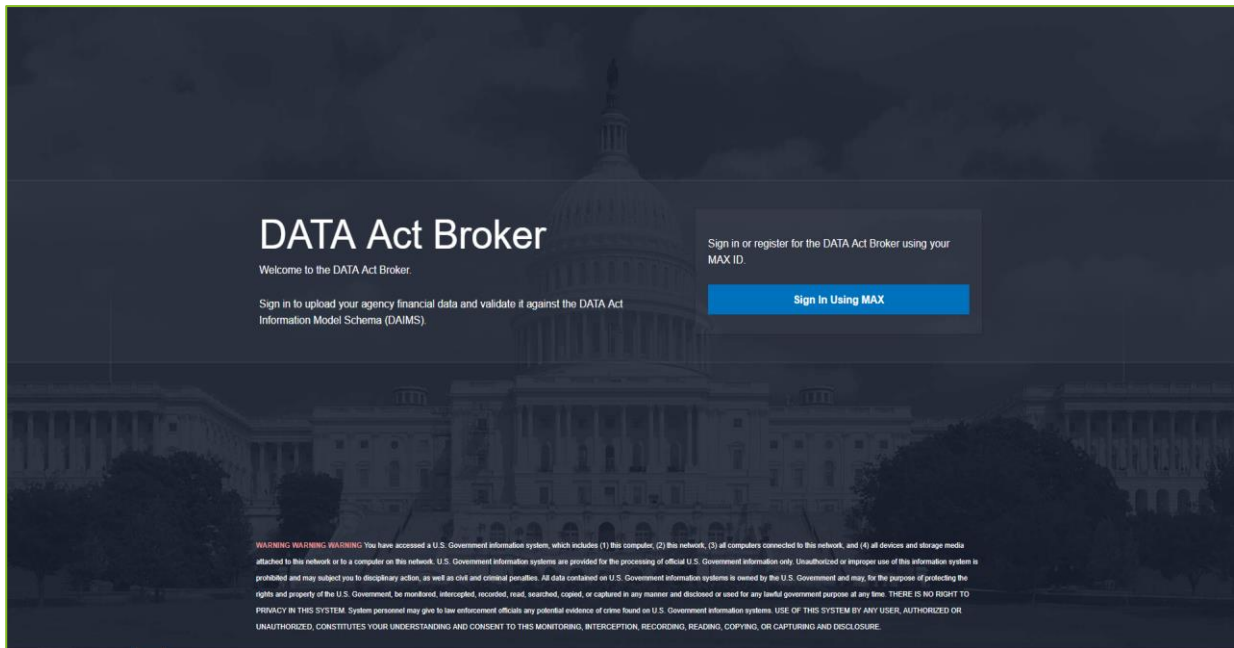 DATA Act Broker
Welcome to the DATA Act Broker.
Sign in to upload your agency financial data and validate it against the DATA Act
Information Model Schema (DAIMS).
Sign in or register for the DATA Act Broker using your
MAX ID.
Sign In Using MAX
WARNING WARNING WARNING You have accessed a U.S. Government information system, which includes (1) this computer, (2) this network, (3) all computers connected to this network, and (4) all devices and storage media
attached to this network or to a computer on this network. U.S. Government information systems are provided for the processing of official U.S. Government information only. Unauthorized or improper use of this information system is
prohibited and may subject you to disciplinary action, as well as civil and criminal penalties. All data contained on U.S. Government information systems is owned by the U.S. Government and may, for the purpose of protecting the
rights and property of the U.S. Government, be monitored, intercepted, recorded, read, searched, copied, or captured in any manner and disclosed or used for any lawful government purpose at any time. THERE IS NO RIGHT TO
PRIVACY IN THIS SYSTEM. System personnel may give to law enforcement officials any potential evidence of crime found on U.S. Government information systems. USE OF THIS SYSTEM BY ANY USER, AUTHORIZED OR
UNAUTHORIZED, CONSTITUTES YOUR UNDERSTANDING AND CONSENT TO THIS MONITORING, INTERCEPTION, RECORDING, READING, COPYING, OR CAPTURING AND DISCLOSURE.